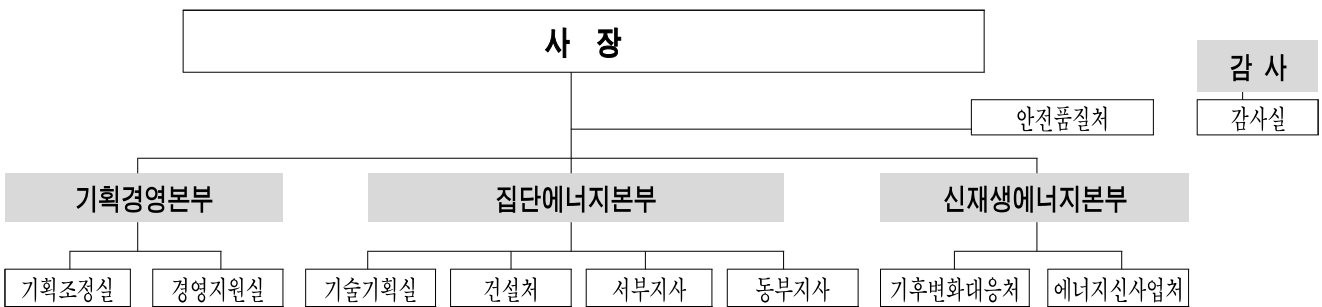 사 장
감 사
안전품질처
감사실
기획경영본부
집단에너지본부
신재생에너지본부
기획조정실
경영지원실
기술기획실
건설처
서부지사
동부지사
기후변화대응처
에너지신사업처